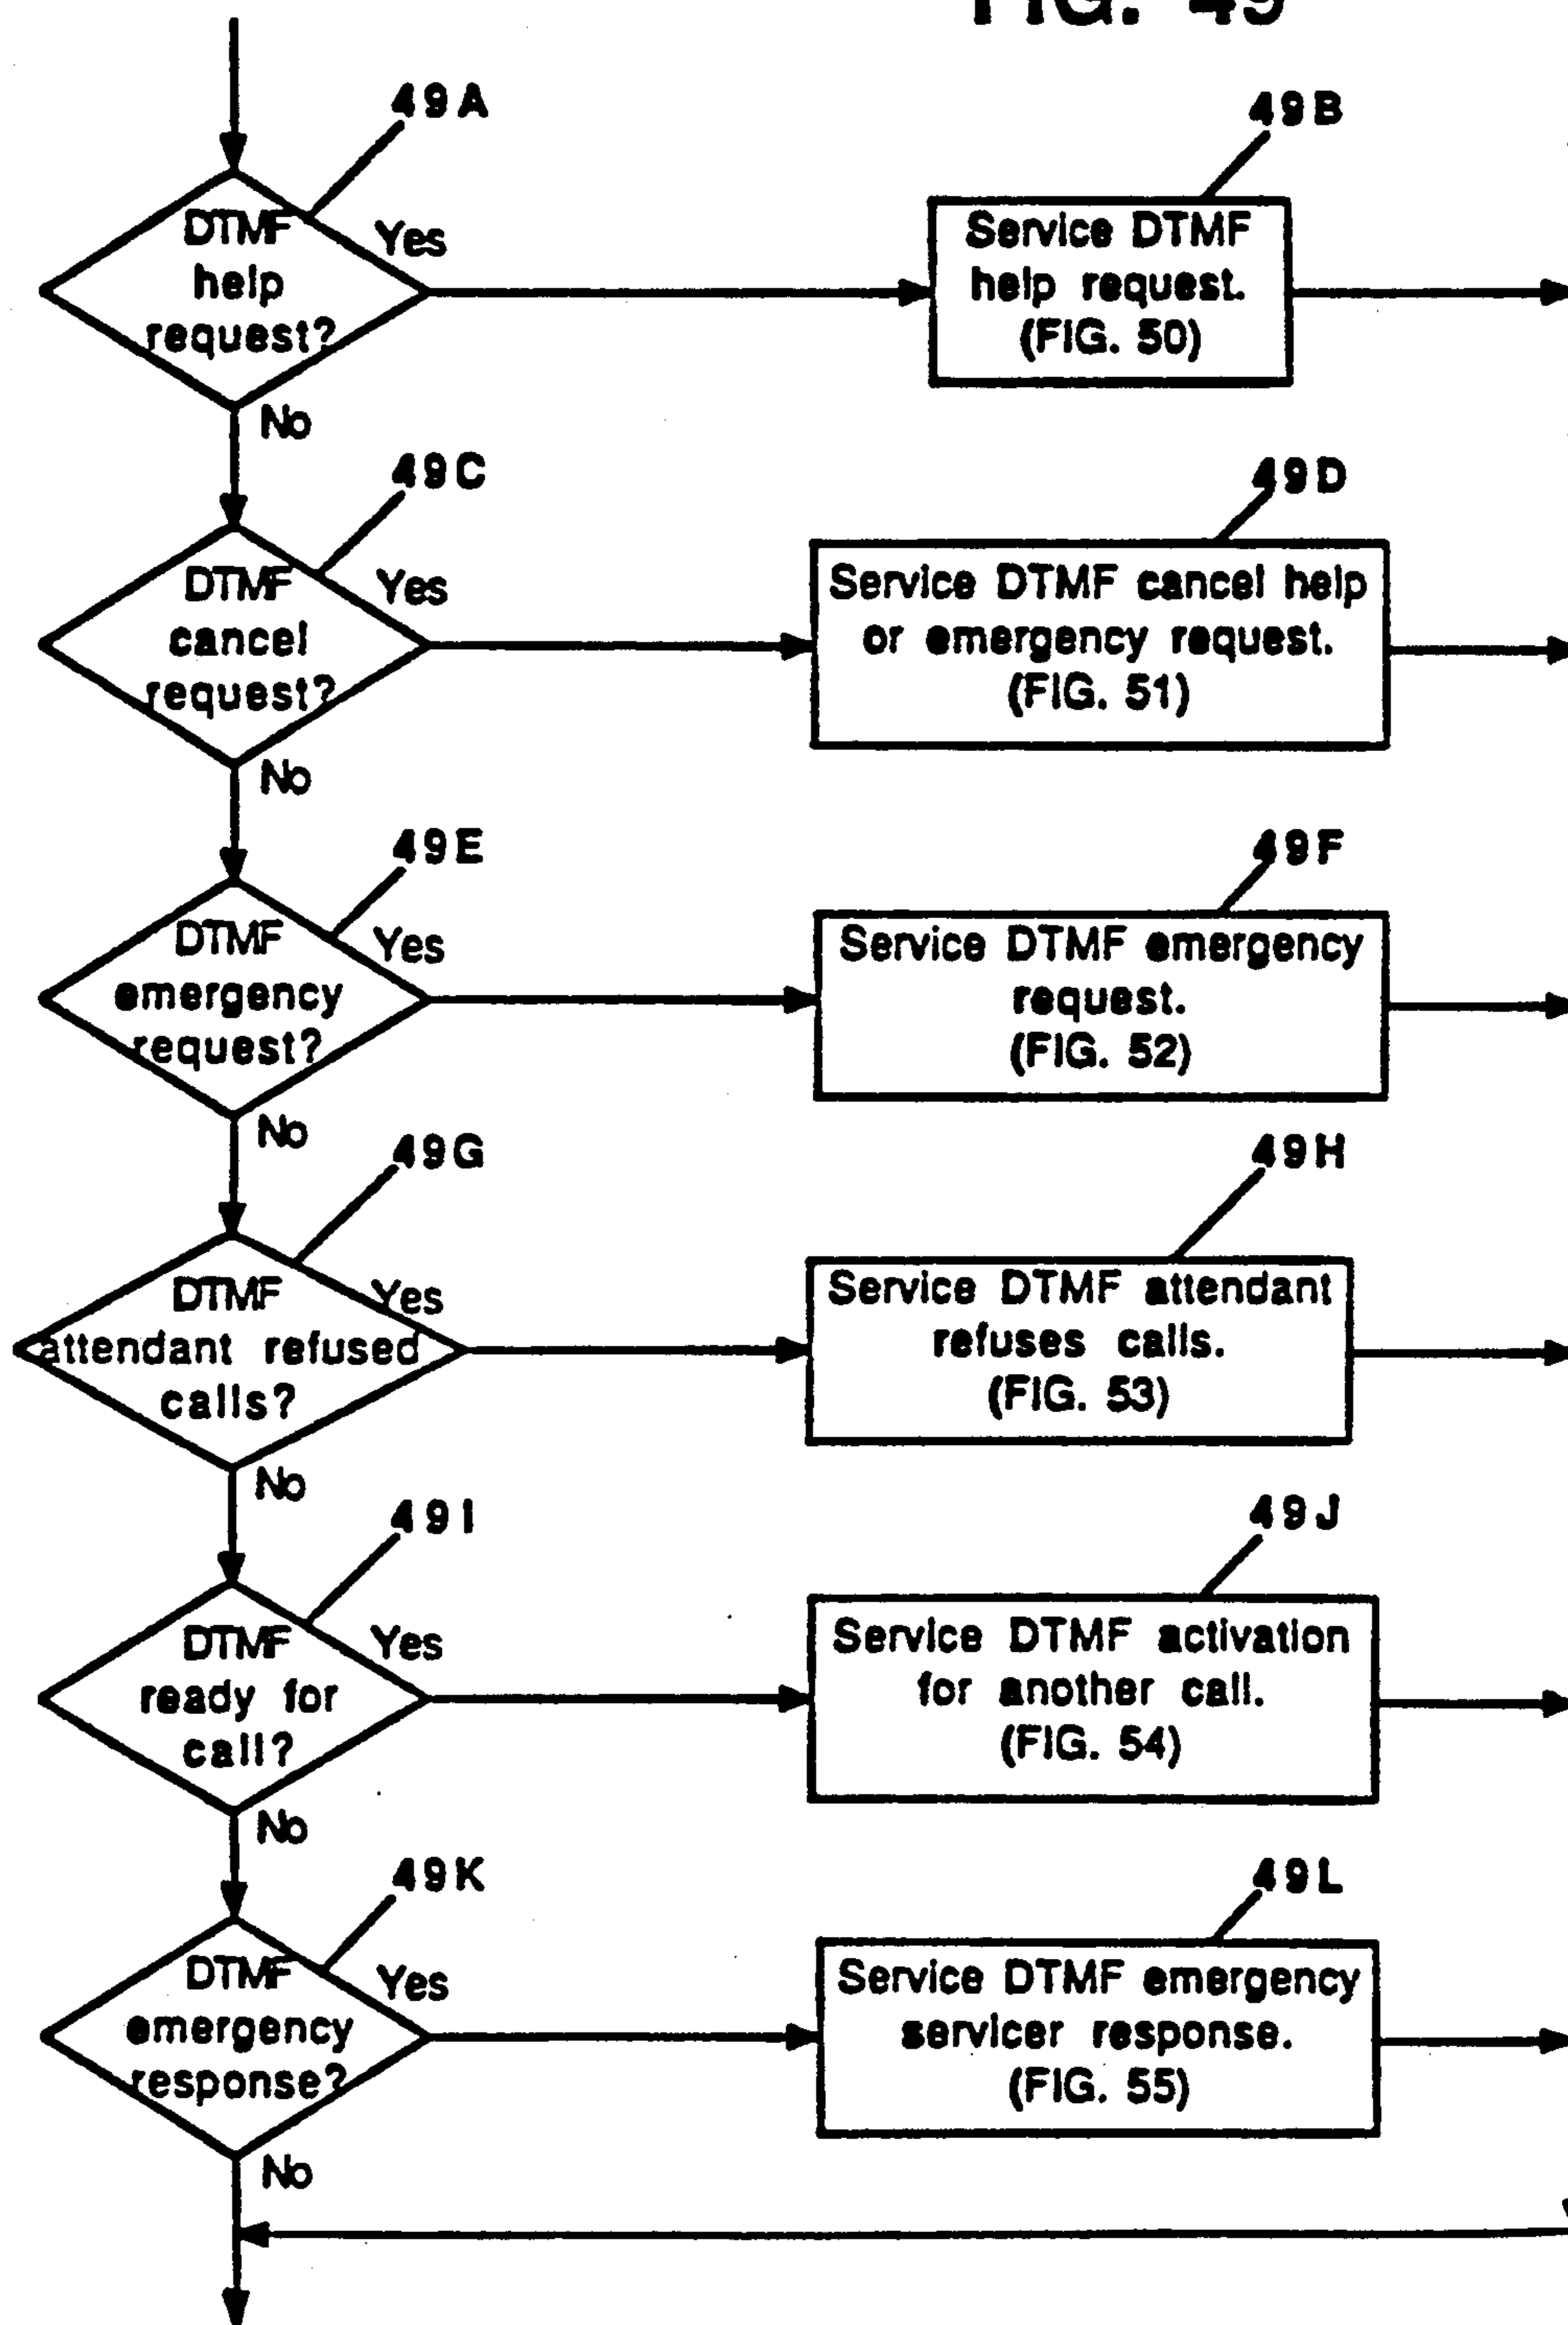 FIG. 49
49A
49B
DTMF
help
request?
Yes
Service DTMF
help request.
(FIG. 50)
No
49C
49D
DTMF
cancel
request?
Yes
Service DTMF cancel help
or emergency request.
(FIG. 51)
No
49E
49F
DTMF
emergency
request?
Yes
Service DTMF emergency
request.
(FIG. 52)
No
49G
49H
DTMF
attendant refused
calls?
Yes
Service DTMF attendant
refuses calls.
(FIG. 53)
No
49I
49J
DTMF
ready for
call?
Yes
Service DTMF activation
for another call.
(FIG. 54)
No
49K
49L
DTMF
emergency
response?
Yes
Service DTMF emergency
servicer response.
(FIG. 55)
No